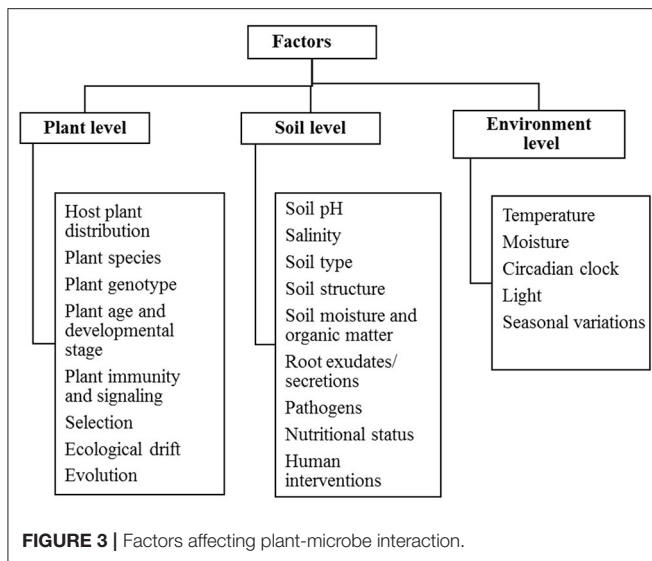 Factors
Plant level
Soil level
Environment
level
Host plant
distribution
Plant species
Plant genotype
Plant age and
developmental
stage
Plant immunity
and signaling
Selection
Ecological drift
Evolution
Soil pH
Salinity
Soil type
Soil structure
Soil moisture and
organic matter
Root exudates/
secretions
Pathogens
Nutritional status
Human
interventions
Temperature
Moisture
Circadian clock
Light
Seasonal variations
FIGURE 3 | Factors affecting plant-microbe interaction.